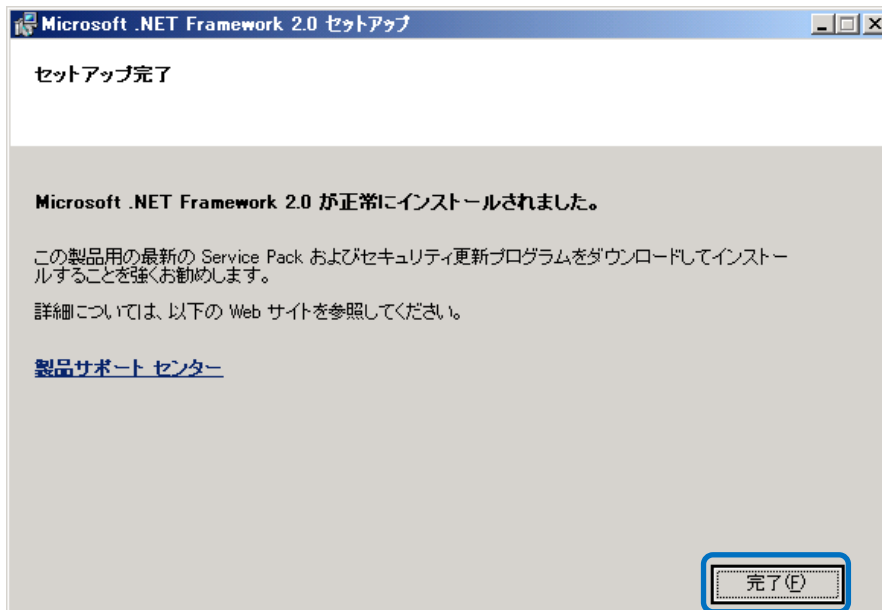 Microsoft .NET Framework 2.0 セットアップ
セットアップ完了
Microsoft .NET Framework 2.0 が正常にインストールされました。
この製品用の最新の Service Pack およびセキュリティ更新プログラムをダウンロードしてインストー
ルすることを強くお勧めします。
詳細については、以下の Web サイトを参照してください。
製品サポート センター
完了(F)